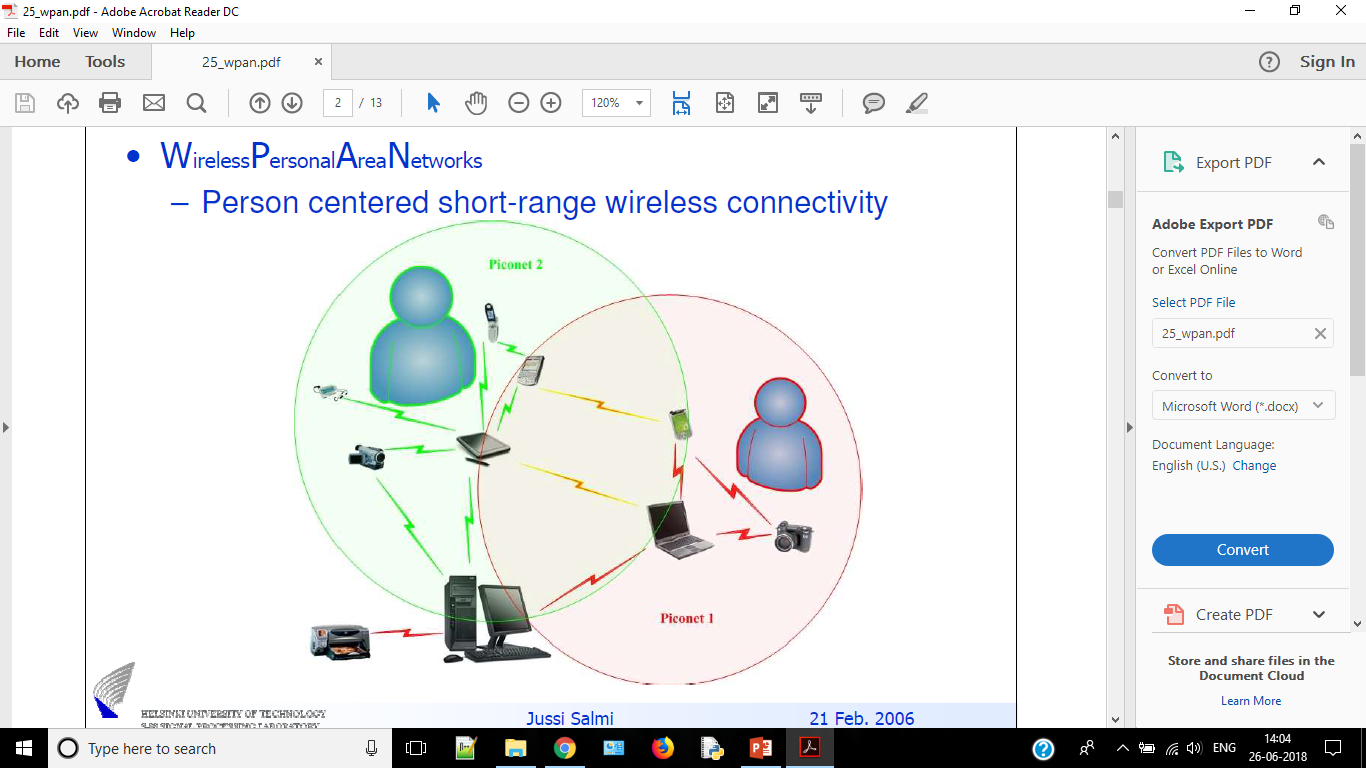 25_wpan.pdf - Adobe Acrobat Reader DC
File Edit View Window Help
Home Tools 25_wpan.pdf × Sign In
2 / 13 120%
• WirelessPersonalAreaNetworks
– Person centered short-range wireless connectivity
Piconet 2
Piconet 1
HELSINKI UNIVERSITY OF TECHNOLOGY
S-88 SIGNAL PROCESSING LABORATORY
Jussi Salmi 21 Feb. 2006
Export PDF
Adobe Export PDF
Convert PDF Files to Word
or Excel Online
Select PDF File
25_wpan.pdf
Convert to
Microsoft Word (*.docx)
Document Language:
English (U.S.) Change
Convert
Create PDF
Store and share files in the
Document Cloud
Learn More
Type here to search
ENG
14:04
26-06-2018